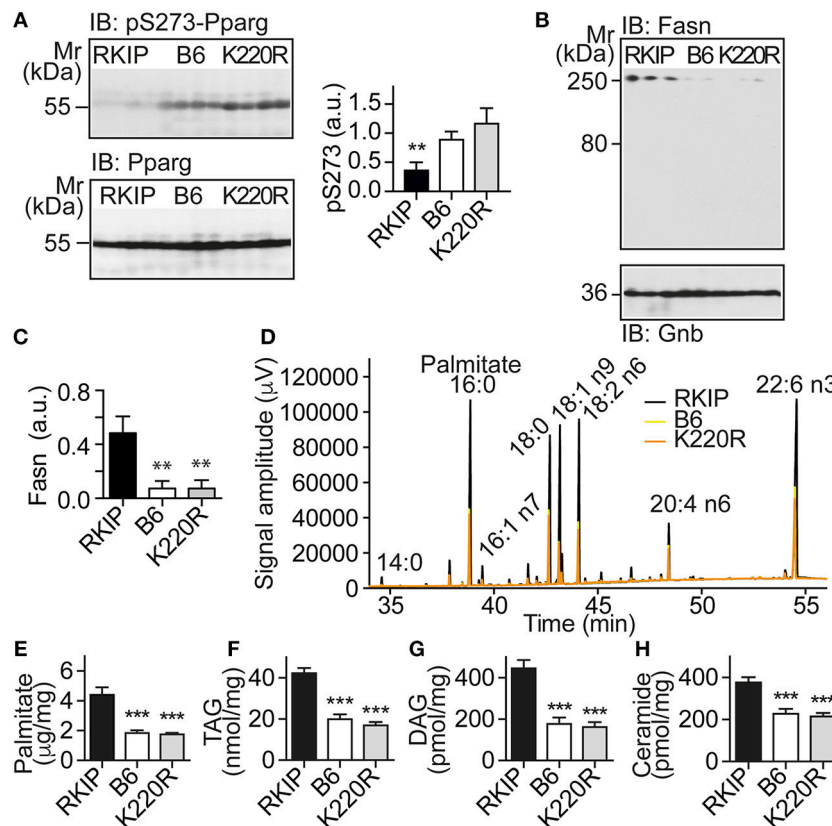 A
IB: pS273-Pparg
Mr
(kDa)
RKIP B6 K220R
55
IB: Pparg
Mr
(kDa)
RKIP B6 K220R
55
pS273 (a.u.)
1.5
1.0
0.5
0.0
**
RKIP
B6
K220R
B
IB: Fasn
Mr
(kDa)
RKIP B6 K220R
250
80
36
IB: Gnb
C
Fasn (a.u.)
0.8
0.4
0.0
** **
RKIP
B6
K220R
D
Signal amplitude (μV)
120000
100000
80000
60000
40000
20000
0
14:0
Palmitate
16:0
16:1 n7
18:0
18:1 n9
18:2 n6
20:4 n6
22:6 n3
RKIP
B6
K220R
35 40 45 50 55
Time (min)
E
Palmitate
(μg/mg)
6
4
2
0
*** ***
RKIP
B6
K220R
F
TAG
(nmol/mg)
40
20
0
*** ***
RKIP
B6
K220R
G
DAG
(pmol/mg)
400
200
0
*** ***
RKIP
B6
K220R
H
Ceramide
(pmol/mg)
400
200
0
*** ***
RKIP
B6
K220R